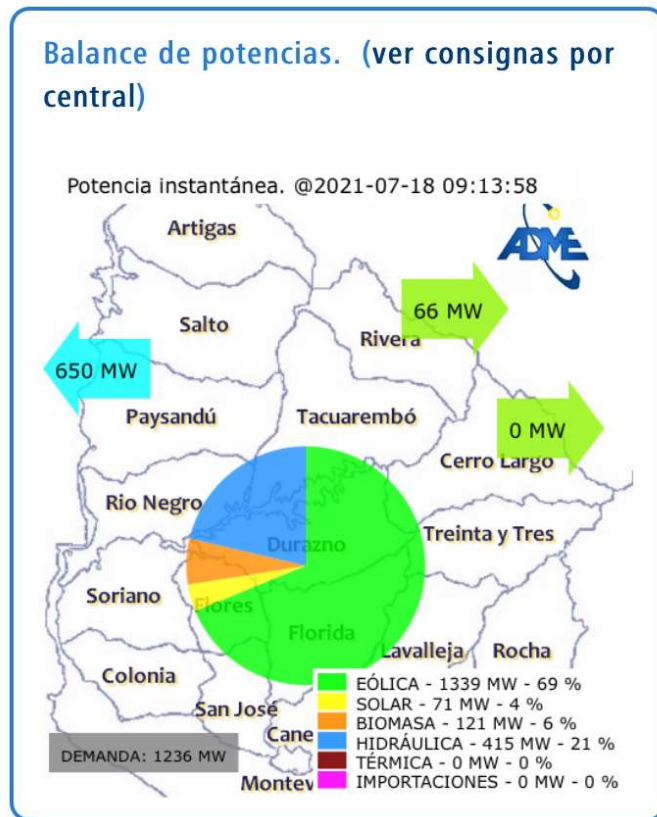 Balance de potencias. (ver consignas por
central)
Potencia instantánea. @2021-07-18 09:13:58
Artigas
ADME
Salto
66 MW
Rivera
650 MW
Paysandú
Tacuarembó
0 MW
Cerro Largo
Rio Negro
Durazno
Treinta y Tres
Soriano
Flores
Florida
Lavalleja
Rocha
Colonia
San José
Cane
Montev
EÓLICA - 1339 MW - 69 %
SOLAR - 71 MW - 4 %
BIOMASA - 121 MW - 6 %
HIDRÁULICA - 415 MW - 21 %
TÉRMICA - 0 MW - 0 %
IMPORTACIONES - 0 MW - 0 %
DEMANDA: 1236 MW